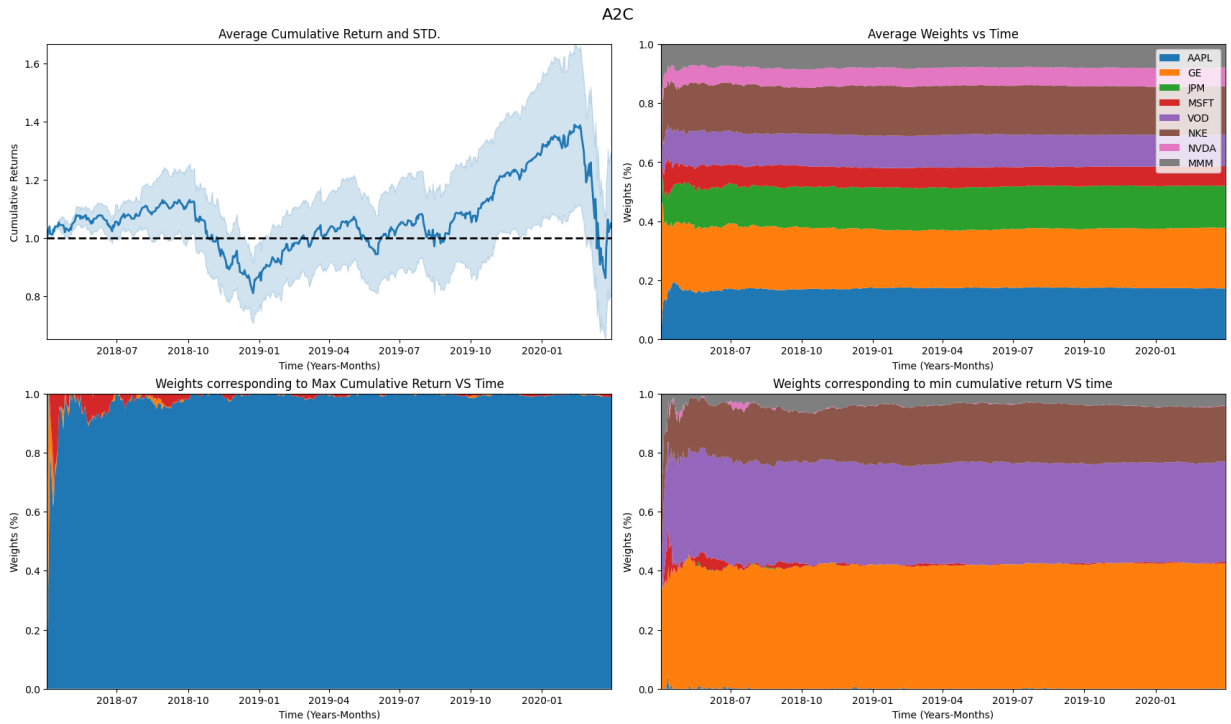 A2C
Average Cumulative Return and STD.
Cumulative Returns
1.6
1.4
1.2
1.0
0.8
2018-07 2018-10 2019-01 2019-04 2019-07 2019-10 2020-01
Time (Years-Months)
Average Weights vs Time
Weights (%)
1.0
0.8
0.6
0.4
0.2
0.0
AAPL
GE
JPM
MSFT
VOD
NKE
NVDA
MMM
2018-07 2018-10 2019-01 2019-04 2019-07 2019-10 2020-01
Time (Years-Months)
Weights corresponding to Max Cumulative Return VS Time
Weights (%)
1.0
0.8
0.6
0.4
0.2
0.0
2018-07 2018-10 2019-01 2019-04 2019-07 2019-10 2020-01
Time (Years-Months)
Weights corresponding to min cumulative return VS time
Weights (%)
1.0
0.8
0.6
0.4
0.2
0.0
2018-07 2018-10 2019-01 2019-04 2019-07 2019-10 2020-01
Time (Years-Months)